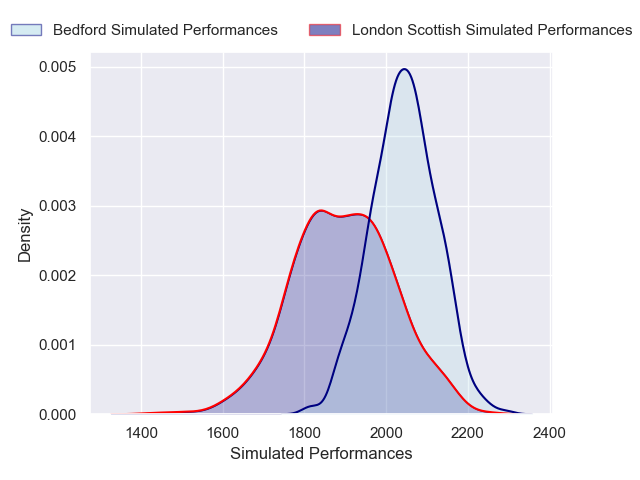 Bedford Simulated Performances
London Scottish Simulated Performances
0.005
0.004
0.003
0.002
0.001
0.000
Density
1400 1600 1800 2000 2200 2400
Simulated Performances